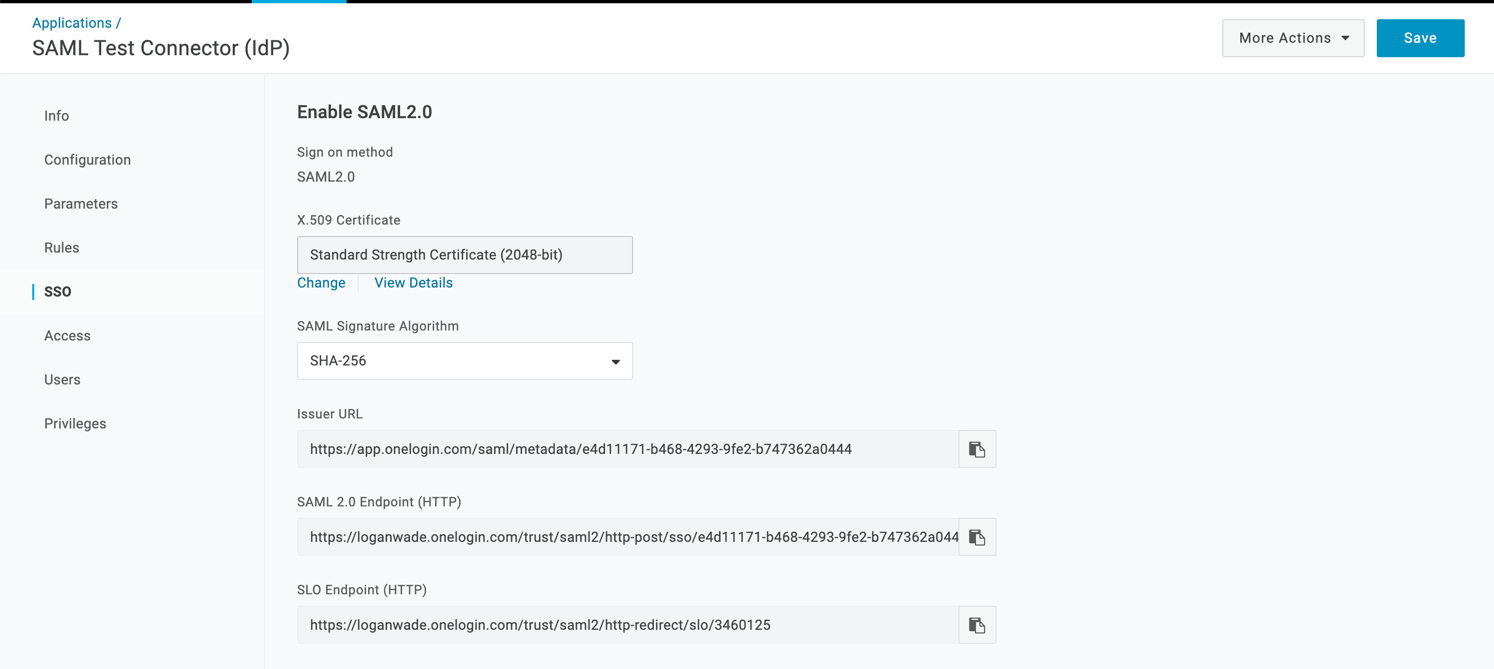 Applications /
SAML Test Connector (IdP)
More Actions
Save
Info
Configuration
Parameters
Rules
SSO
Access
Users
Privileges
Enable SAML2.0
Sign on method
SAML2.0
X.509 Certificate
Standard Strength Certificate (2048-bit)
Change
View Details
SAML Signature Algorithm
SHA-256
Issuer URL
https://app.onelogin.com/saml/metadata/e4d11171-b468-4293-9fe2-b747362a0444
SAML 2.0 Endpoint (HTTP)
https://loganwade.onelogin.com/trust/saml2/http-post/sso/e4d11171-b468-4293-9fe2-b747362a044
SLO Endpoint (HTTP)
https://loganwade.onelogin.com/trust/saml2/http-redirect/slo/3460125